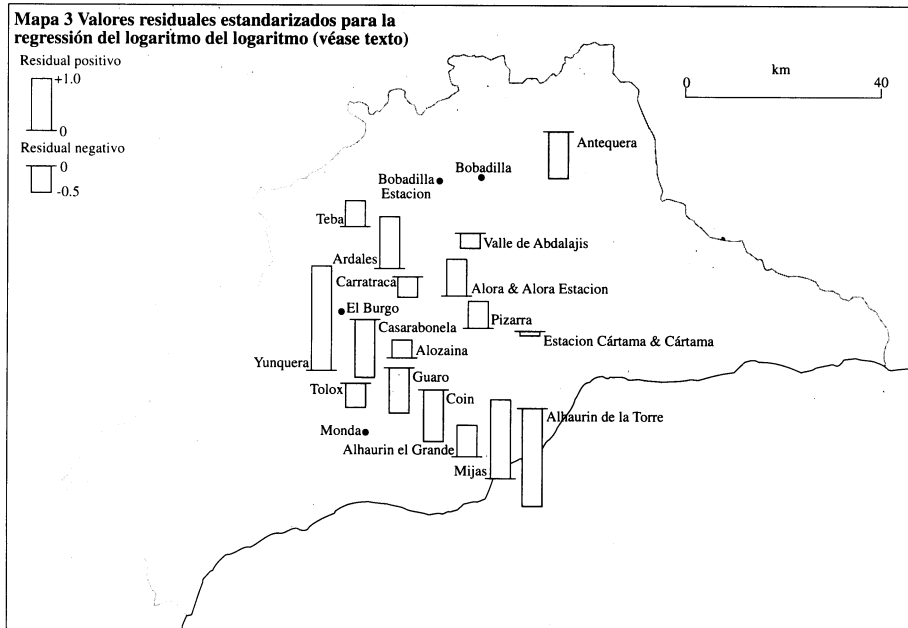 Mapa 3 Valores residuales estandarizados para la
regressión del logaritmo del logaritmo (véase texto)
Residual positivo
+1.0
0
Residual negativo
0
-0.5
km
0
40
Antequera
Bobadilla
Bobadilla
Estacion
Teba
Valle de Abdalajis
Ardales
Carratraca
Alora & Alora Estacion
El Burgo
Pizarra
Casarabonela
Estacion Cártama & Cártama
Alozaina
Yunquera
Guaro
Tolox
Coin
Alhaurin de la Torre
Monda
Alhaurin el Grande
Mijas